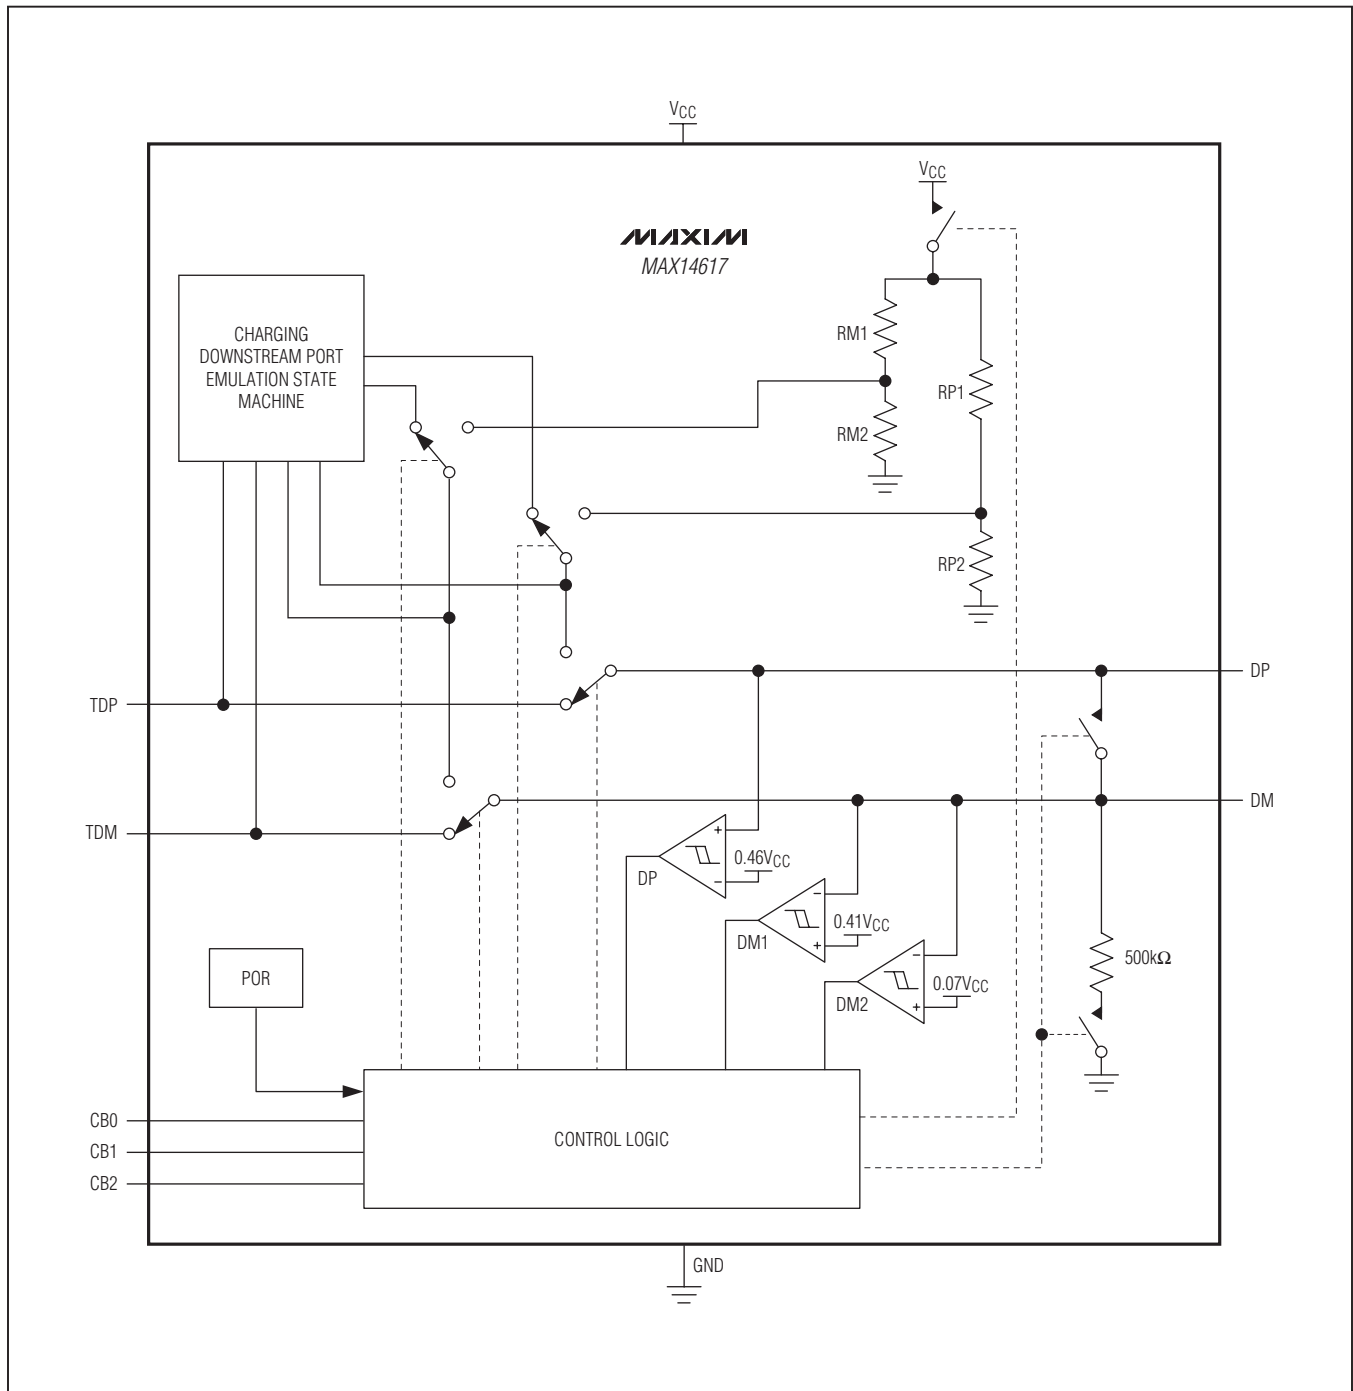 VCC
VCC
MAXIM
MAX14617
CHARGING
DOWNSTREAM PORT
EMULATION STATE
MACHINE
RM1
RP1
RM2
RP2
TDP
DP
TDM
DM
+
0.46VCC
−
DP
−
0.41VCC
+
DM1
−
0.07VCC
+
DM2
500kΩ
POR
CB0
CB1
CB2
CONTROL LOGIC
GND